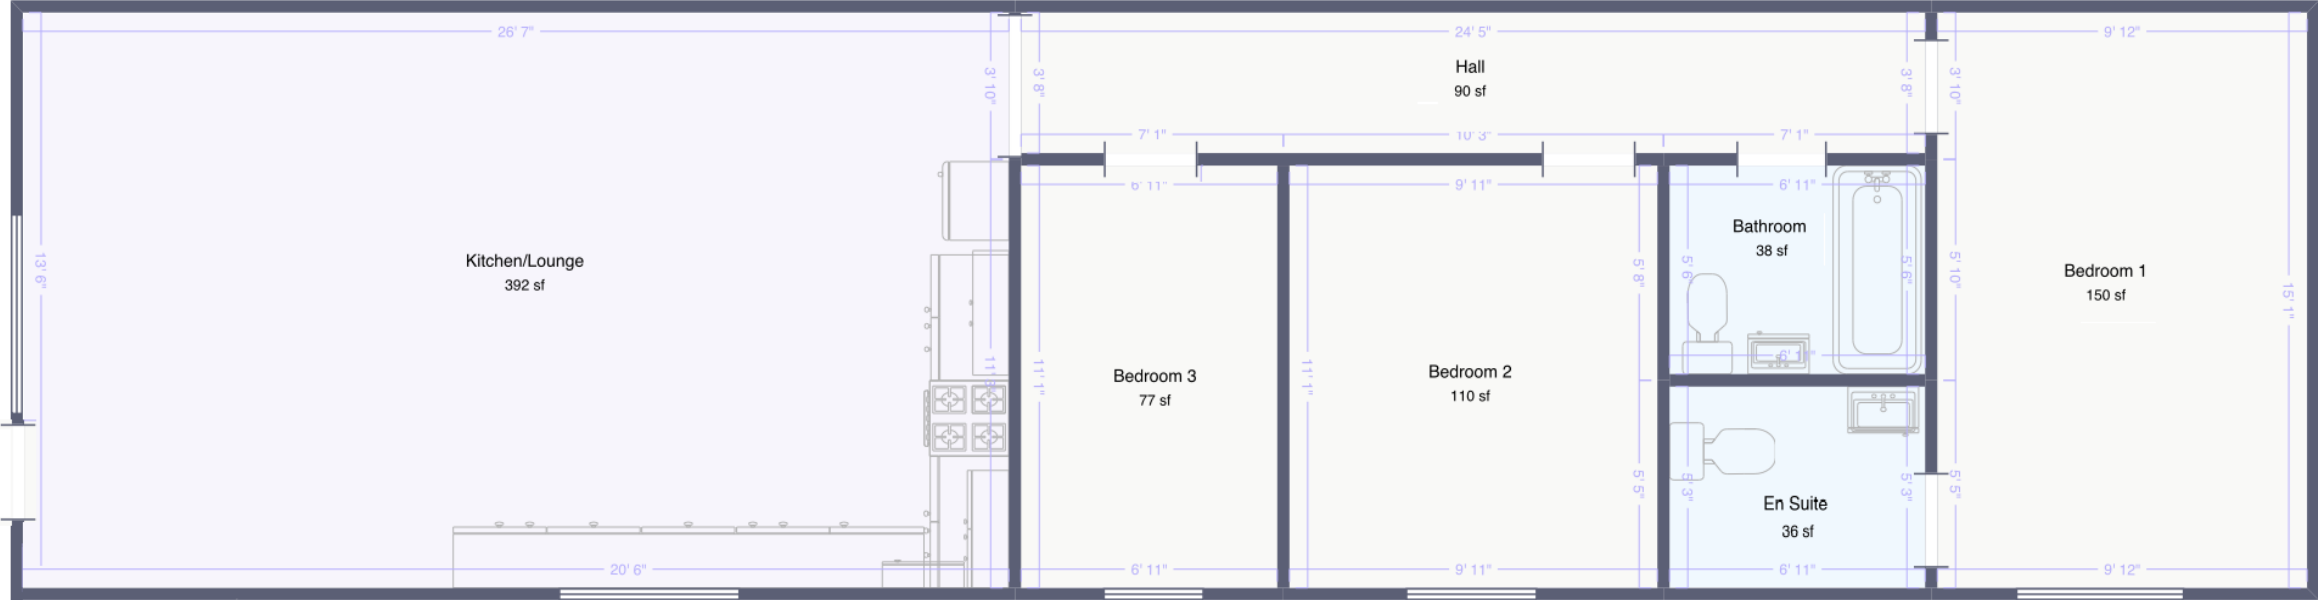 26' 7"
24' 5"
9' 12"
3' 10"
3' 8"
Hall
90 sf
3' 8"
3' 10"
7' 1"
10' 3"
7' 1"
6' 11"
9' 11"
6' 11"
Bathroom
38 sf
Kitchen/Lounge
392 sf
13' 6"
5' 8"
5' 6"
5' 6"
5' 10"
Bedroom 1
150 sf
15' 1"
6' 11"
Bedroom 3
77 sf
11' 1"
11' 1"
Bedroom 2
110 sf
5' 5"
5' 3"
En Suite
36 sf
5' 3"
5' 5"
20' 6"
6' 11"
9' 11"
6' 11"
9' 12"